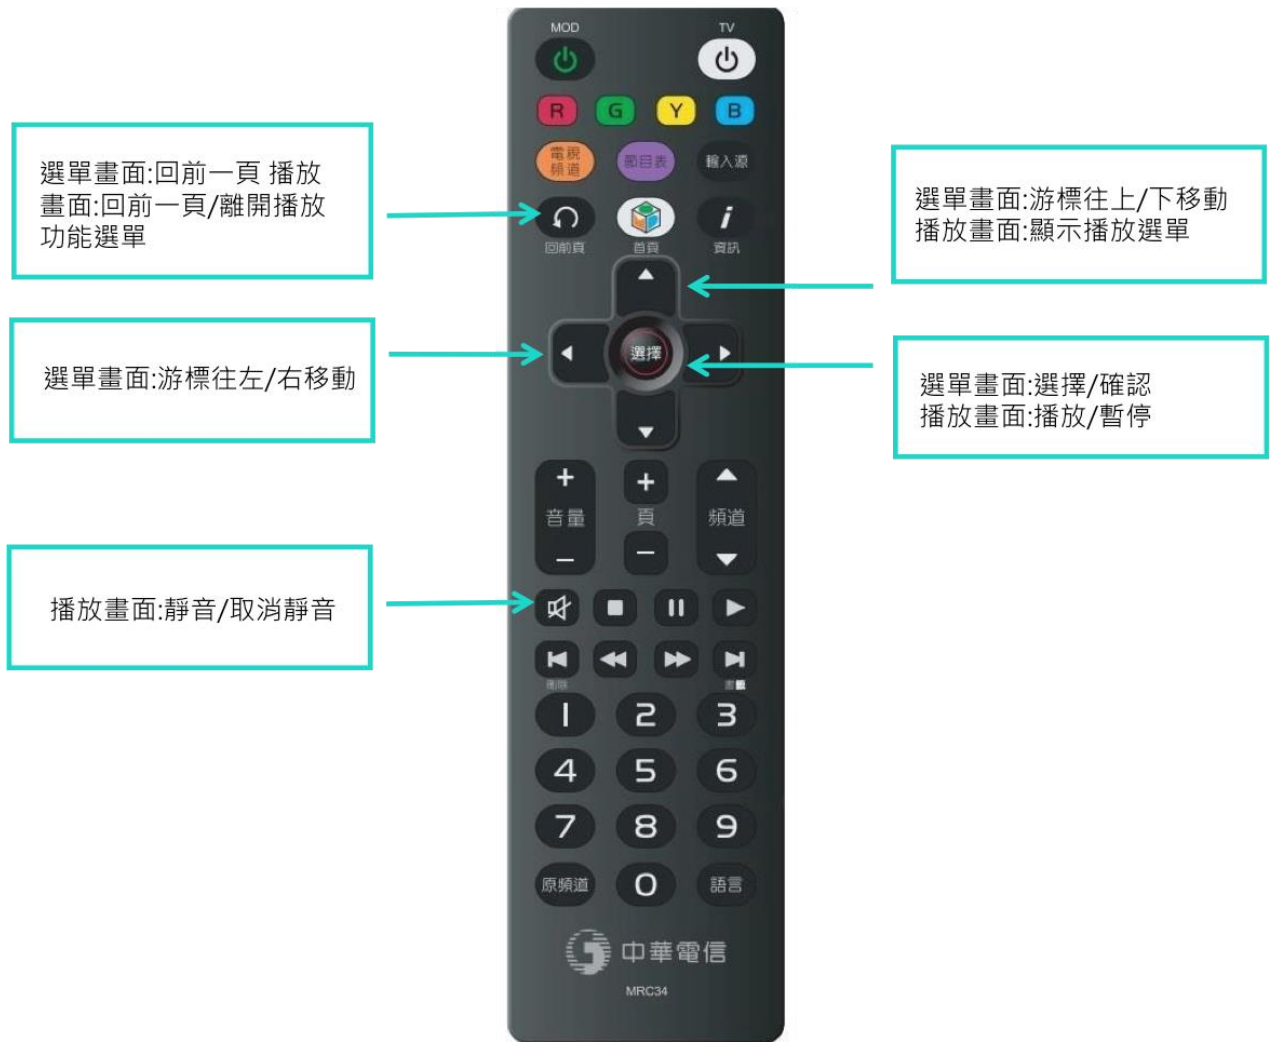 MOD
TV
R G Y B
電視
頻道
節目表
輸入源
選單畫面:回前一頁 播放
畫面:回前一頁/離開播放
功能選單
選單畫面:游標往上/下移動
播放畫面:顯示播放選單
i
回前頁
首頁
資訊
選單畫面:游標往左/右移動
選擇
選單畫面:選擇/確認
播放畫面:播放/暫停
+ + 
音量
頁
頻道
– –
播放畫面:靜音/取消靜音
刪除
書籤
1 2 3
4 5 6
7 8 9
原頻道 0 語言
中華電信
MRC34